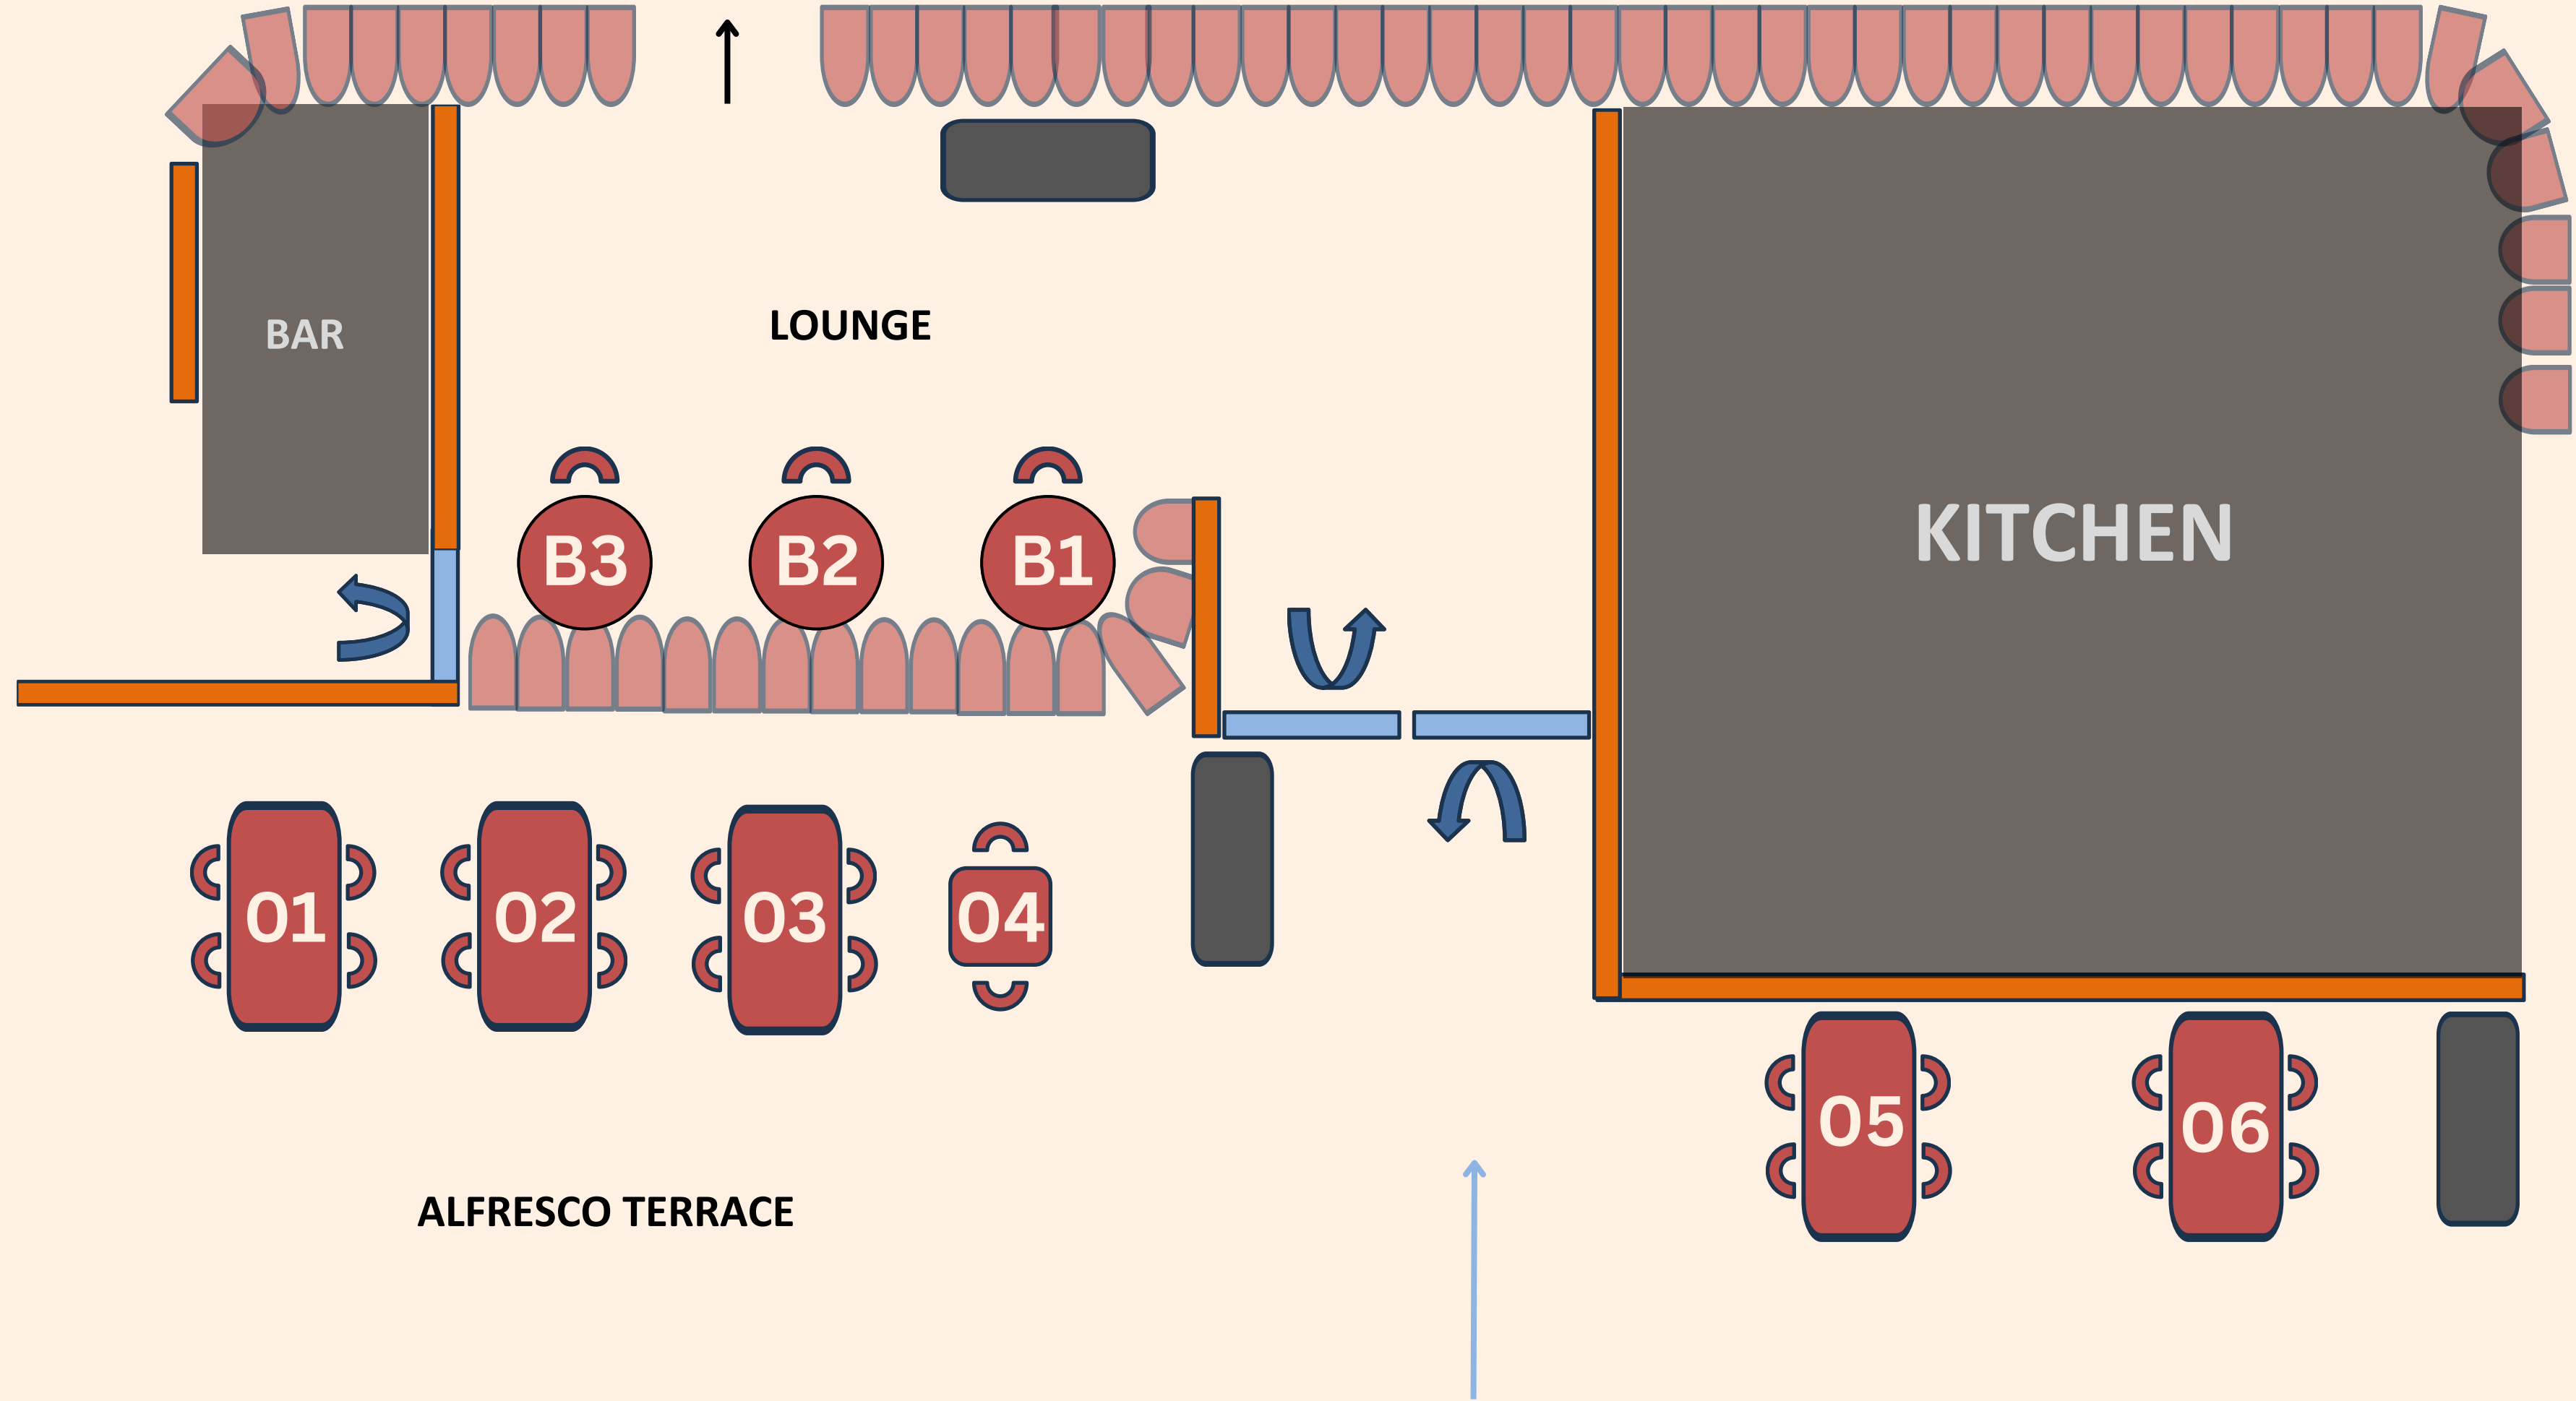 BAR
LOUNGE
KITCHEN
B3
B2
B1
01
02
03
04
05
06
ALFRESCO TERRACE